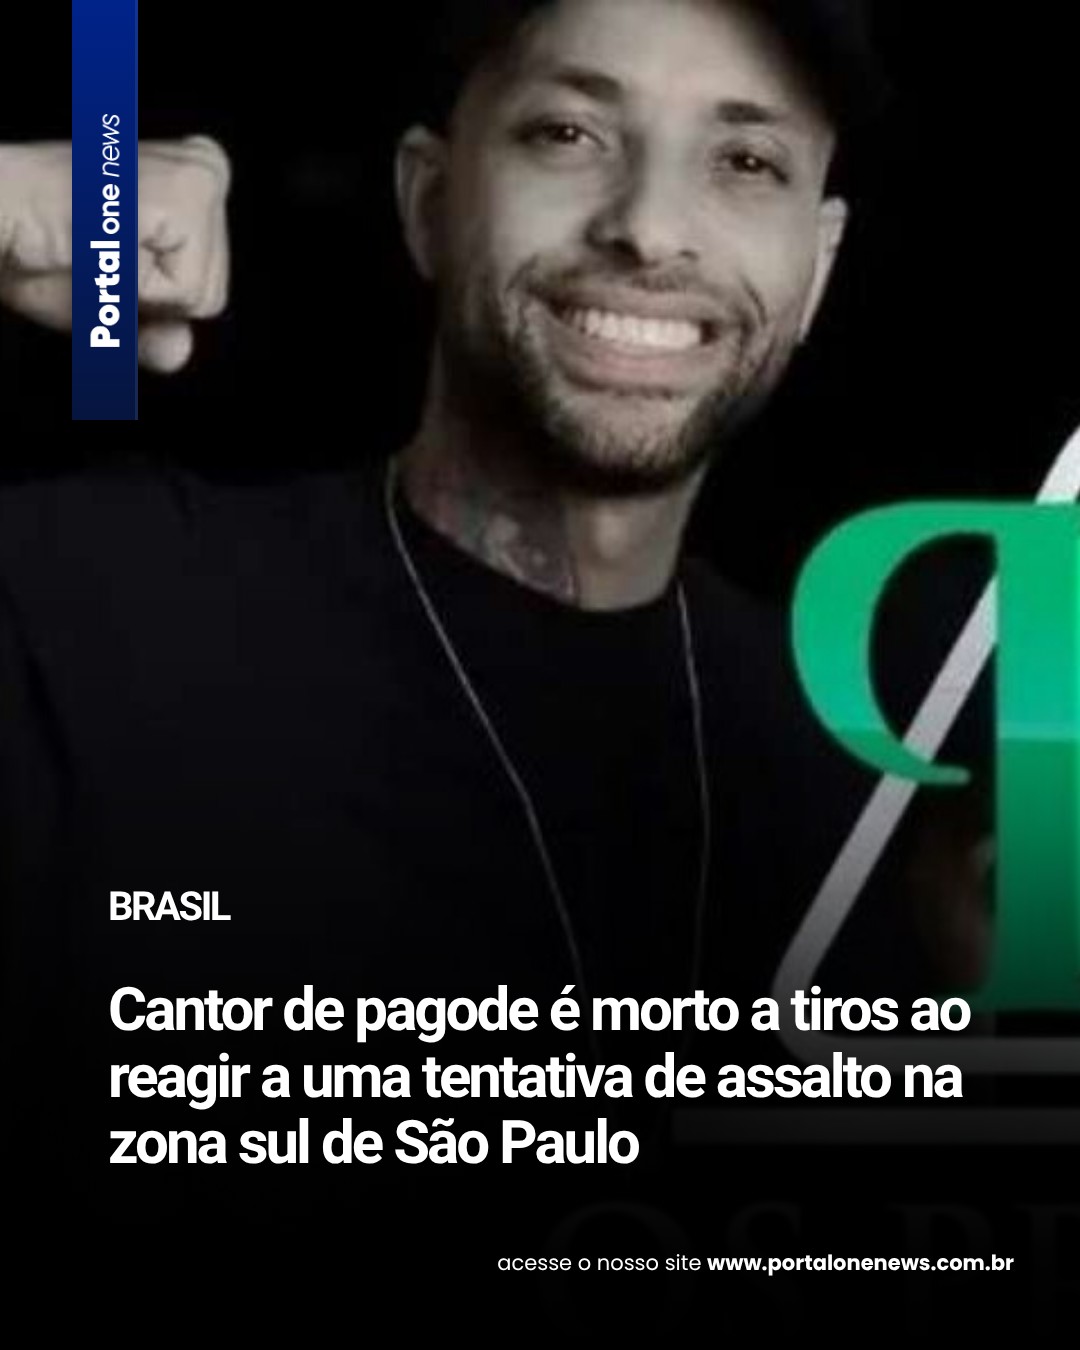 Portal one news
BRASIL
Cantor de pagode é morto a tiros ao
reagir a uma tentativa de assalto na
zona sul de São Paulo
acesse o nosso site www.portalonenews.com.br